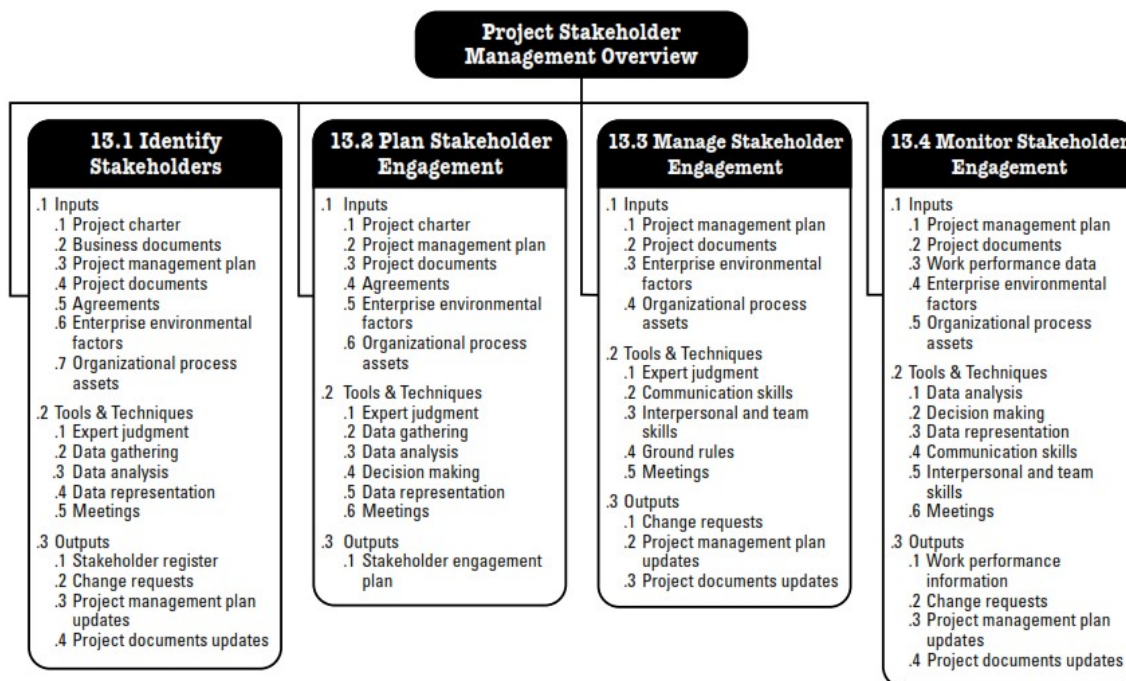 Project Stakeholder
Management Overview
13.1 Identify
Stakeholders
.1 Inputs
.1 Project charter
.2 Business documents
.3 Project management plan
.4 Project documents
.5 Agreements
.6 Enterprise environmental
factors
.7 Organizational process
assets
.2 Tools & Techniques
.1 Expert judgment
.2 Data gathering
.3 Data analysis
.4 Data representation
.5 Meetings
.3 Outputs
.1 Stakeholder register
.2 Change requests
.3 Project management plan
updates
.4 Project documents updates
13.2 Plan Stakeholder
Engagement
.1 Inputs
.1 Project charter
.2 Project management plan
.3 Project documents
.4 Agreements
.5 Enterprise environmental
factors
.6 Organizational process
assets
.2 Tools & Techniques
.1 Expert judgment
.2 Data gathering
.3 Data analysis
.4 Decision making
.5 Data representation
.6 Meetings
.3 Outputs
.1 Stakeholder engagement
plan
13.3 Manage Stakeholder
Engagement
.1 Inputs
.1 Project management plan
.2 Project documents
.3 Enterprise environmental
factors
.4 Organizational process
assets
.2 Tools & Techniques
.1 Expert judgment
.2 Communication skills
.3 Interpersonal and team
skills
.4 Ground rules
.5 Meetings
.3 Outputs
.1 Change requests
.2 Project management plan
updates
.3 Project documents updates
13.4 Monitor Stakeholder
Engagement
.1 Inputs
.1 Project management plan
.2 Project documents
.3 Work performance data
.4 Enterprise environmental
factors
.5 Organizational process
assets
.2 Tools & Techniques
.1 Data analysis
.2 Decision making
.3 Data representation
.4 Communication skills
.5 Interpersonal and team
skills
.6 Meetings
.3 Outputs
.1 Work performance
information
.2 Change requests
.3 Project management plan
updates
.4 Project documents updates